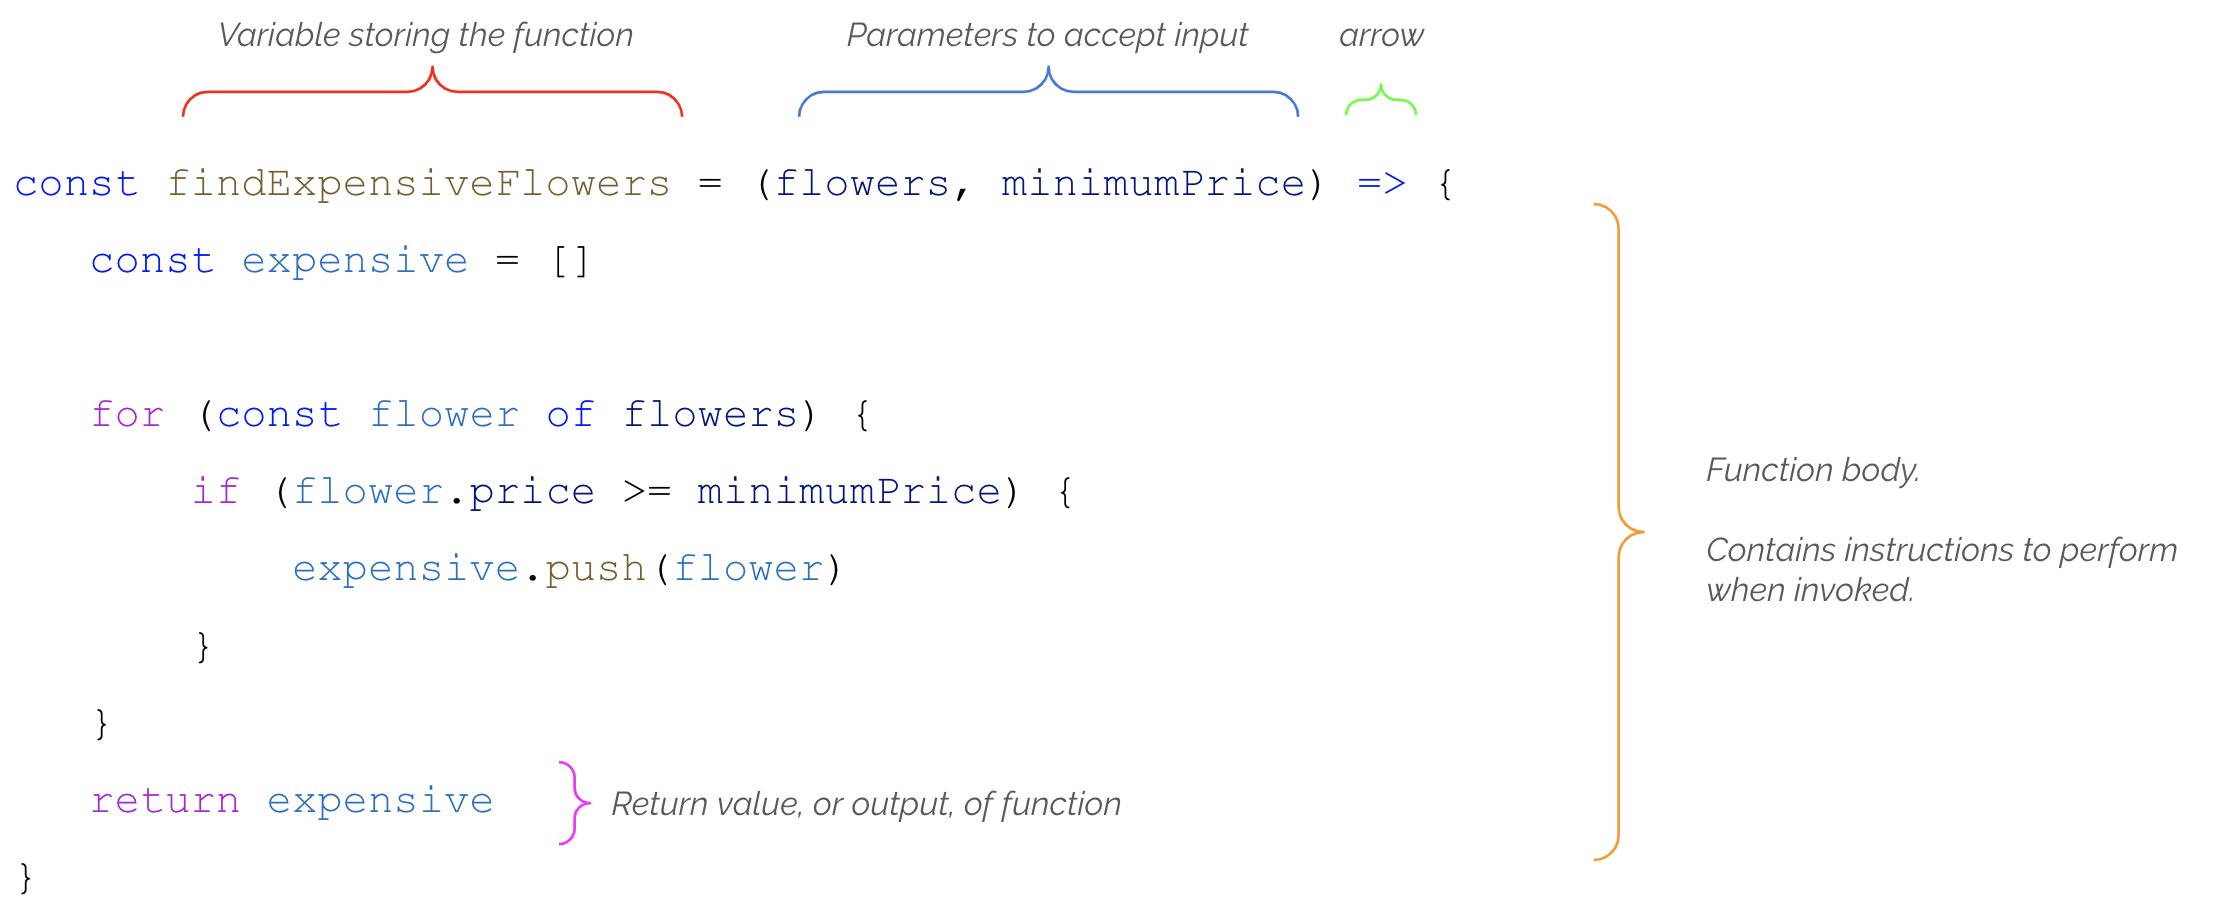 Variable storing the function Parameters to accept input arrow
const findExpensiveFlowers = (flowers, minimumPrice) => {
const expensive = []
for (const flower of flowers) {
if (flower.price >= minimumPrice) {
expensive.push(flower)
}
}
return expensive
Return value, or output, of function
}
Function body.
Contains instructions to perform
when invoked.